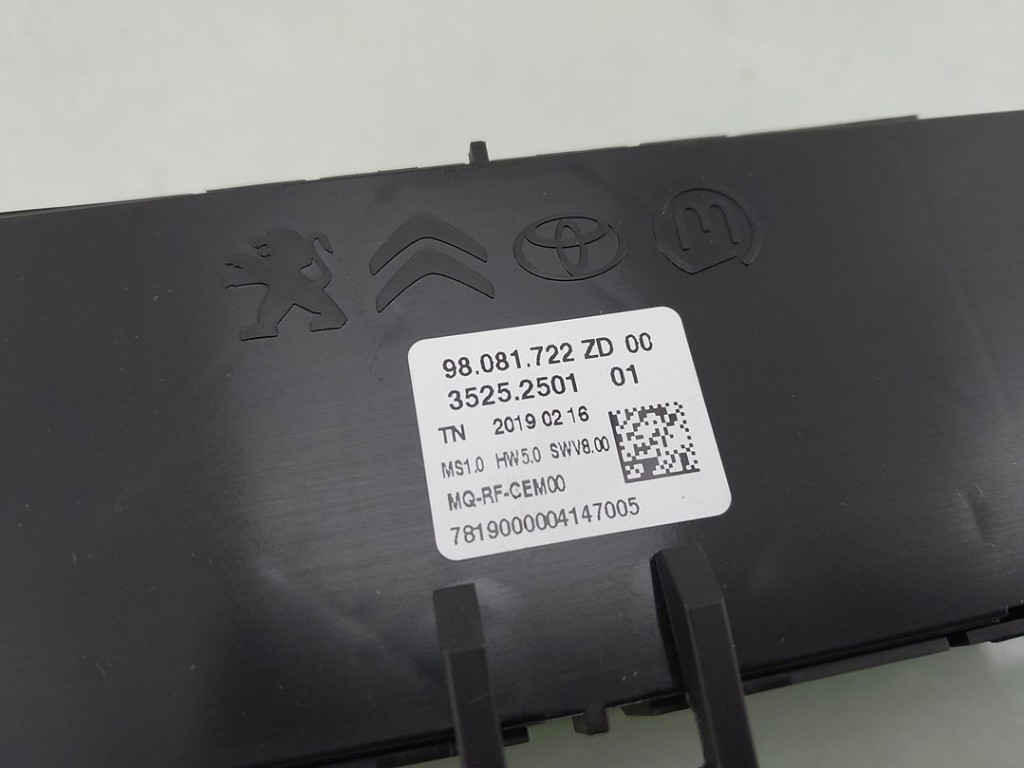 98.081.722 ZD 00
3525.2501 01
TN 2019 02 16
MS1.0 HW5.0 SWV8.00
MQ-RF-CEM00
7819000004147005